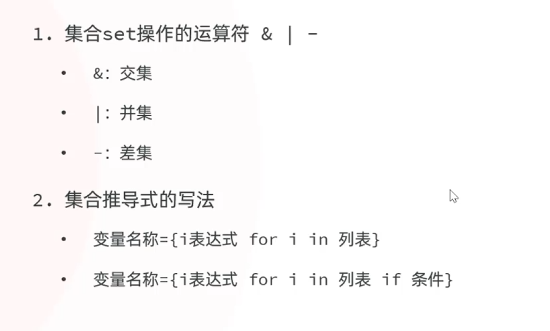 1. 集合set操作的运算符 & | -
• &: 交集
• |: 并集
• -: 差集
2. 集合推导式的写法
• 变量名称={i表达式 for i in 列表}
• 变量名称={i表达式 for i in 列表 if 条件}